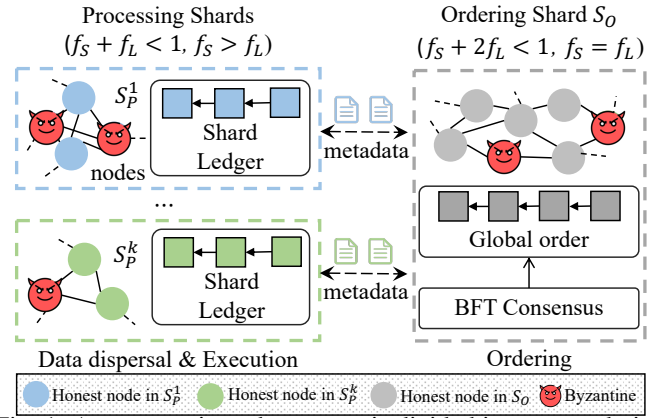 Processing Shards
(f_S + f_L < 1, f_S > f_L)
Ordering Shard S_O
(f_S + 2f_L < 1, f_S = f_L)
S_P^1
nodes
Shard
Ledger
metadata
...
S_P^k
Shard
Ledger
metadata
Global order
BFT Consensus
Data dispersal & Execution
Ordering
Honest node in S_P^1
Honest node in S_P^k
Honest node in S_O
Byzantine